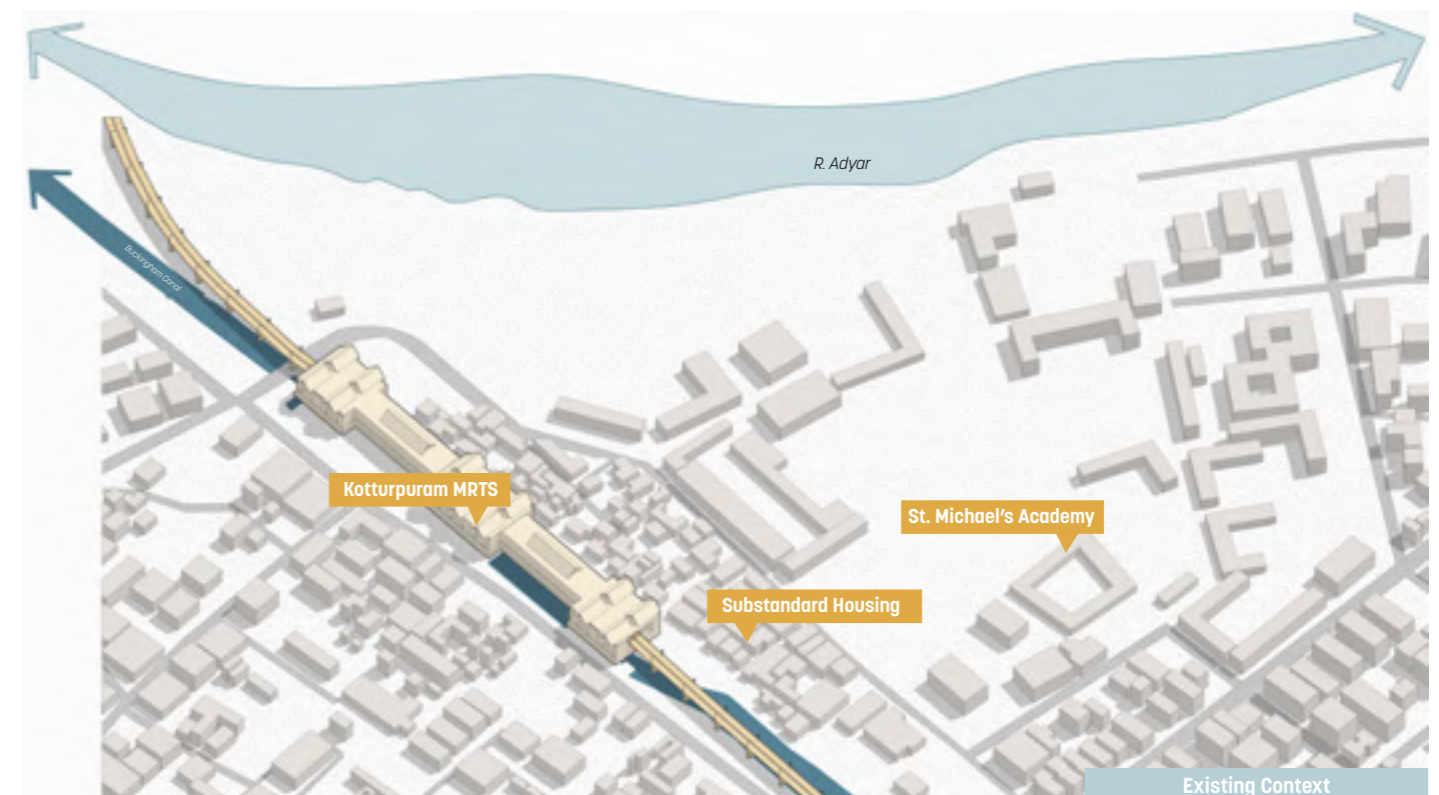 R. Adyar
Buckingham Canal
Kotturpuram MRTS
St. Michael's Academy
Substandard Housing
Existing Context